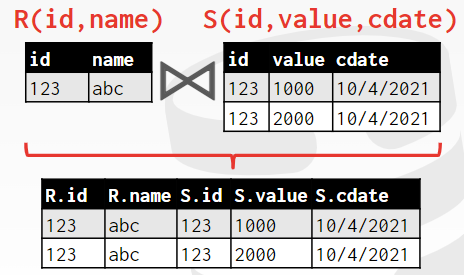 R(id,name) S(id,value,cdate)
id name
123 abc
id value cdate
123 1000 10/4/2021
123 2000 10/4/2021
R.id R.name S.id S.value S.cdate
123 abc 123 1000 10/4/2021
123 abc 123 2000 10/4/2021